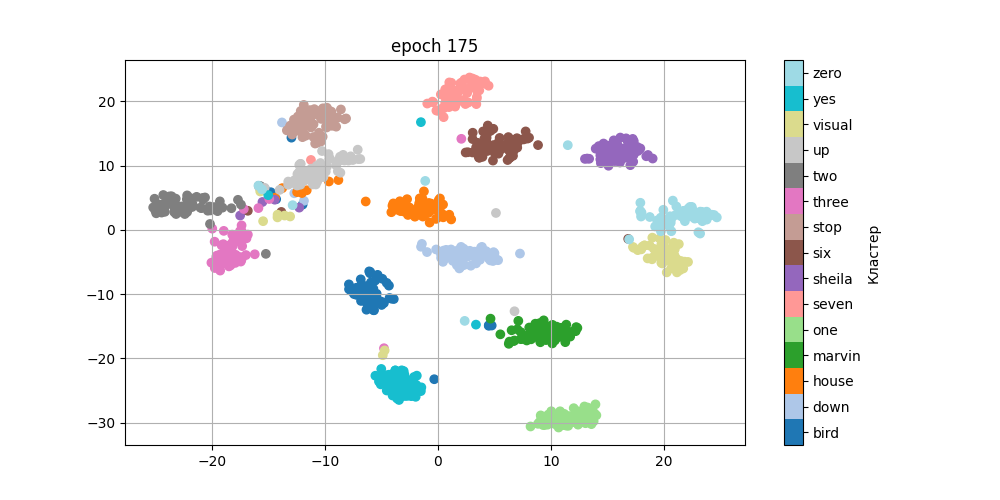 epoch 175
20
10
0
−10
−20
−30
−20
−10
0
10
20
zero
yes
visual
up
two
three
stop
six
sheila
seven
one
marvin
house
down
bird
Кластер